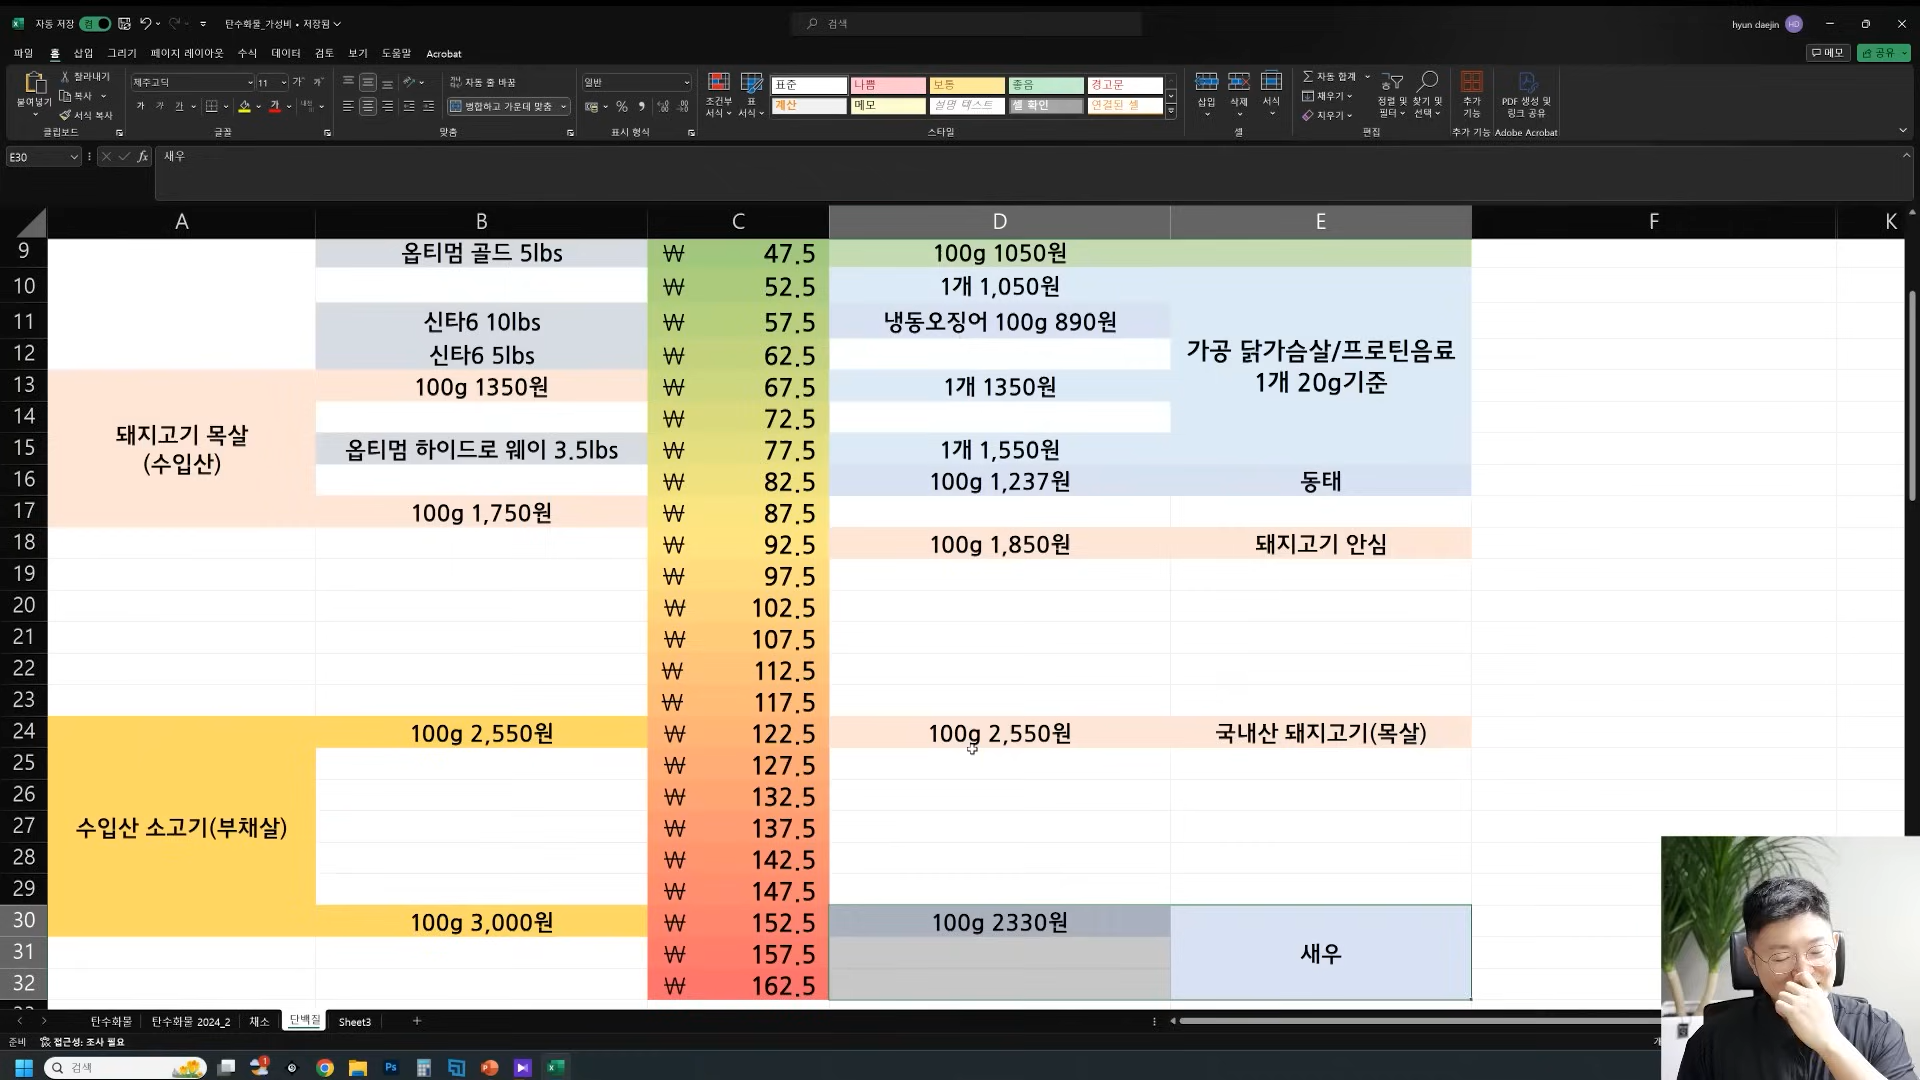 자동 저장 켬 탄수화물_가성비 • 저장됨 검색 hyun daejin HD
파일 홈 삽입 그리기 페이지 레이아웃 수식 데이터 검토 보기 도움말 Acrobat 메모 공유
붙여넣기 잘라내기 복사 서식 복사 클립보드
제주고딕 11 가 가 가 가 가 가 글꼴
자동 줄 바꿈 병합하고 가운데 맞춤 맞춤
일반 표시 형식
조건부 서식 표 서식 표준 나쁨 보통 좋음 경고문
계산 메모 설명 텍스트 셀 확인 연결된 셀 스타일
삽입 삭제 서식 셀
자동 합계 채우기 지우기 정렬 및 필터 찾기 및 선택 편집
추가 기능 추가 기능
PDF 생성 및 링크 공유 Adobe Acrobat
E30 fx 새우
A B C D E F K
9 옵티멈 골드 5lbs ₩ 47.5 100g 1050원
10 ₩ 52.5 1개 1,050원
11 신타6 10lbs ₩ 57.5 냉동오징어 100g 890원
12 신타6 5lbs ₩ 62.5
가공 닭가슴살/프로틴음료
1개 20g기준
13 100g 1350원 ₩ 67.5 1개 1350원
14 ₩ 72.5
돼지고기 목살
(수입산)
15 옵티멈 하이드로 웨이 3.5lbs ₩ 77.5 1개 1,550원
16 ₩ 82.5 100g 1,237원 동태
17 100g 1,750원 ₩ 87.5
18 ₩ 92.5 100g 1,850원 돼지고기 안심
19 ₩ 97.5
20 ₩ 102.5
21 ₩ 107.5
22 ₩ 112.5
23 ₩ 117.5
24 100g 2,550원 ₩ 122.5 100g 2,550원 국내산 돼지고기(목살)
25 ₩ 127.5
26 ₩ 132.5
27 수입산 소고기(부채살) ₩ 137.5
28 ₩ 142.5
29 ₩ 147.5
30 100g 3,000원 ₩ 152.5 100g 2330원
31 ₩ 157.5 새우
32 ₩ 162.5
탄수화물 탄수화물 2024_2 채소 단백질 Sheet3
준비 접근성: 조사 필요
검색 1 Ps